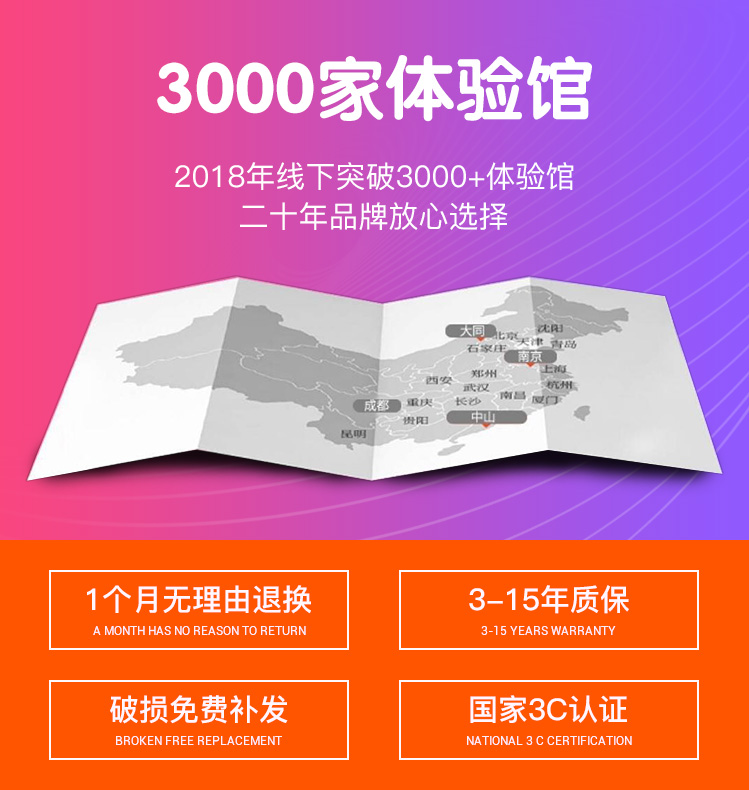 3000家体验馆
2018年线下突破3000+体验馆
二十年品牌放心选择
大同
北京
沈阳
石家庄
天津
青岛
南京
西安
郑州
上海
武汉
杭州
成都
重庆
长沙
南昌
厦门
贵阳
中山
昆明
1个月无理由退换
A MONTH HAS NO REASON TO RETURN
3-15年质保
3-15 YEARS WARRANTY
破损免费补发
BROKEN FREE REPLACEMENT
国家3C认证
NATIONAL 3 C CERTIFICATION